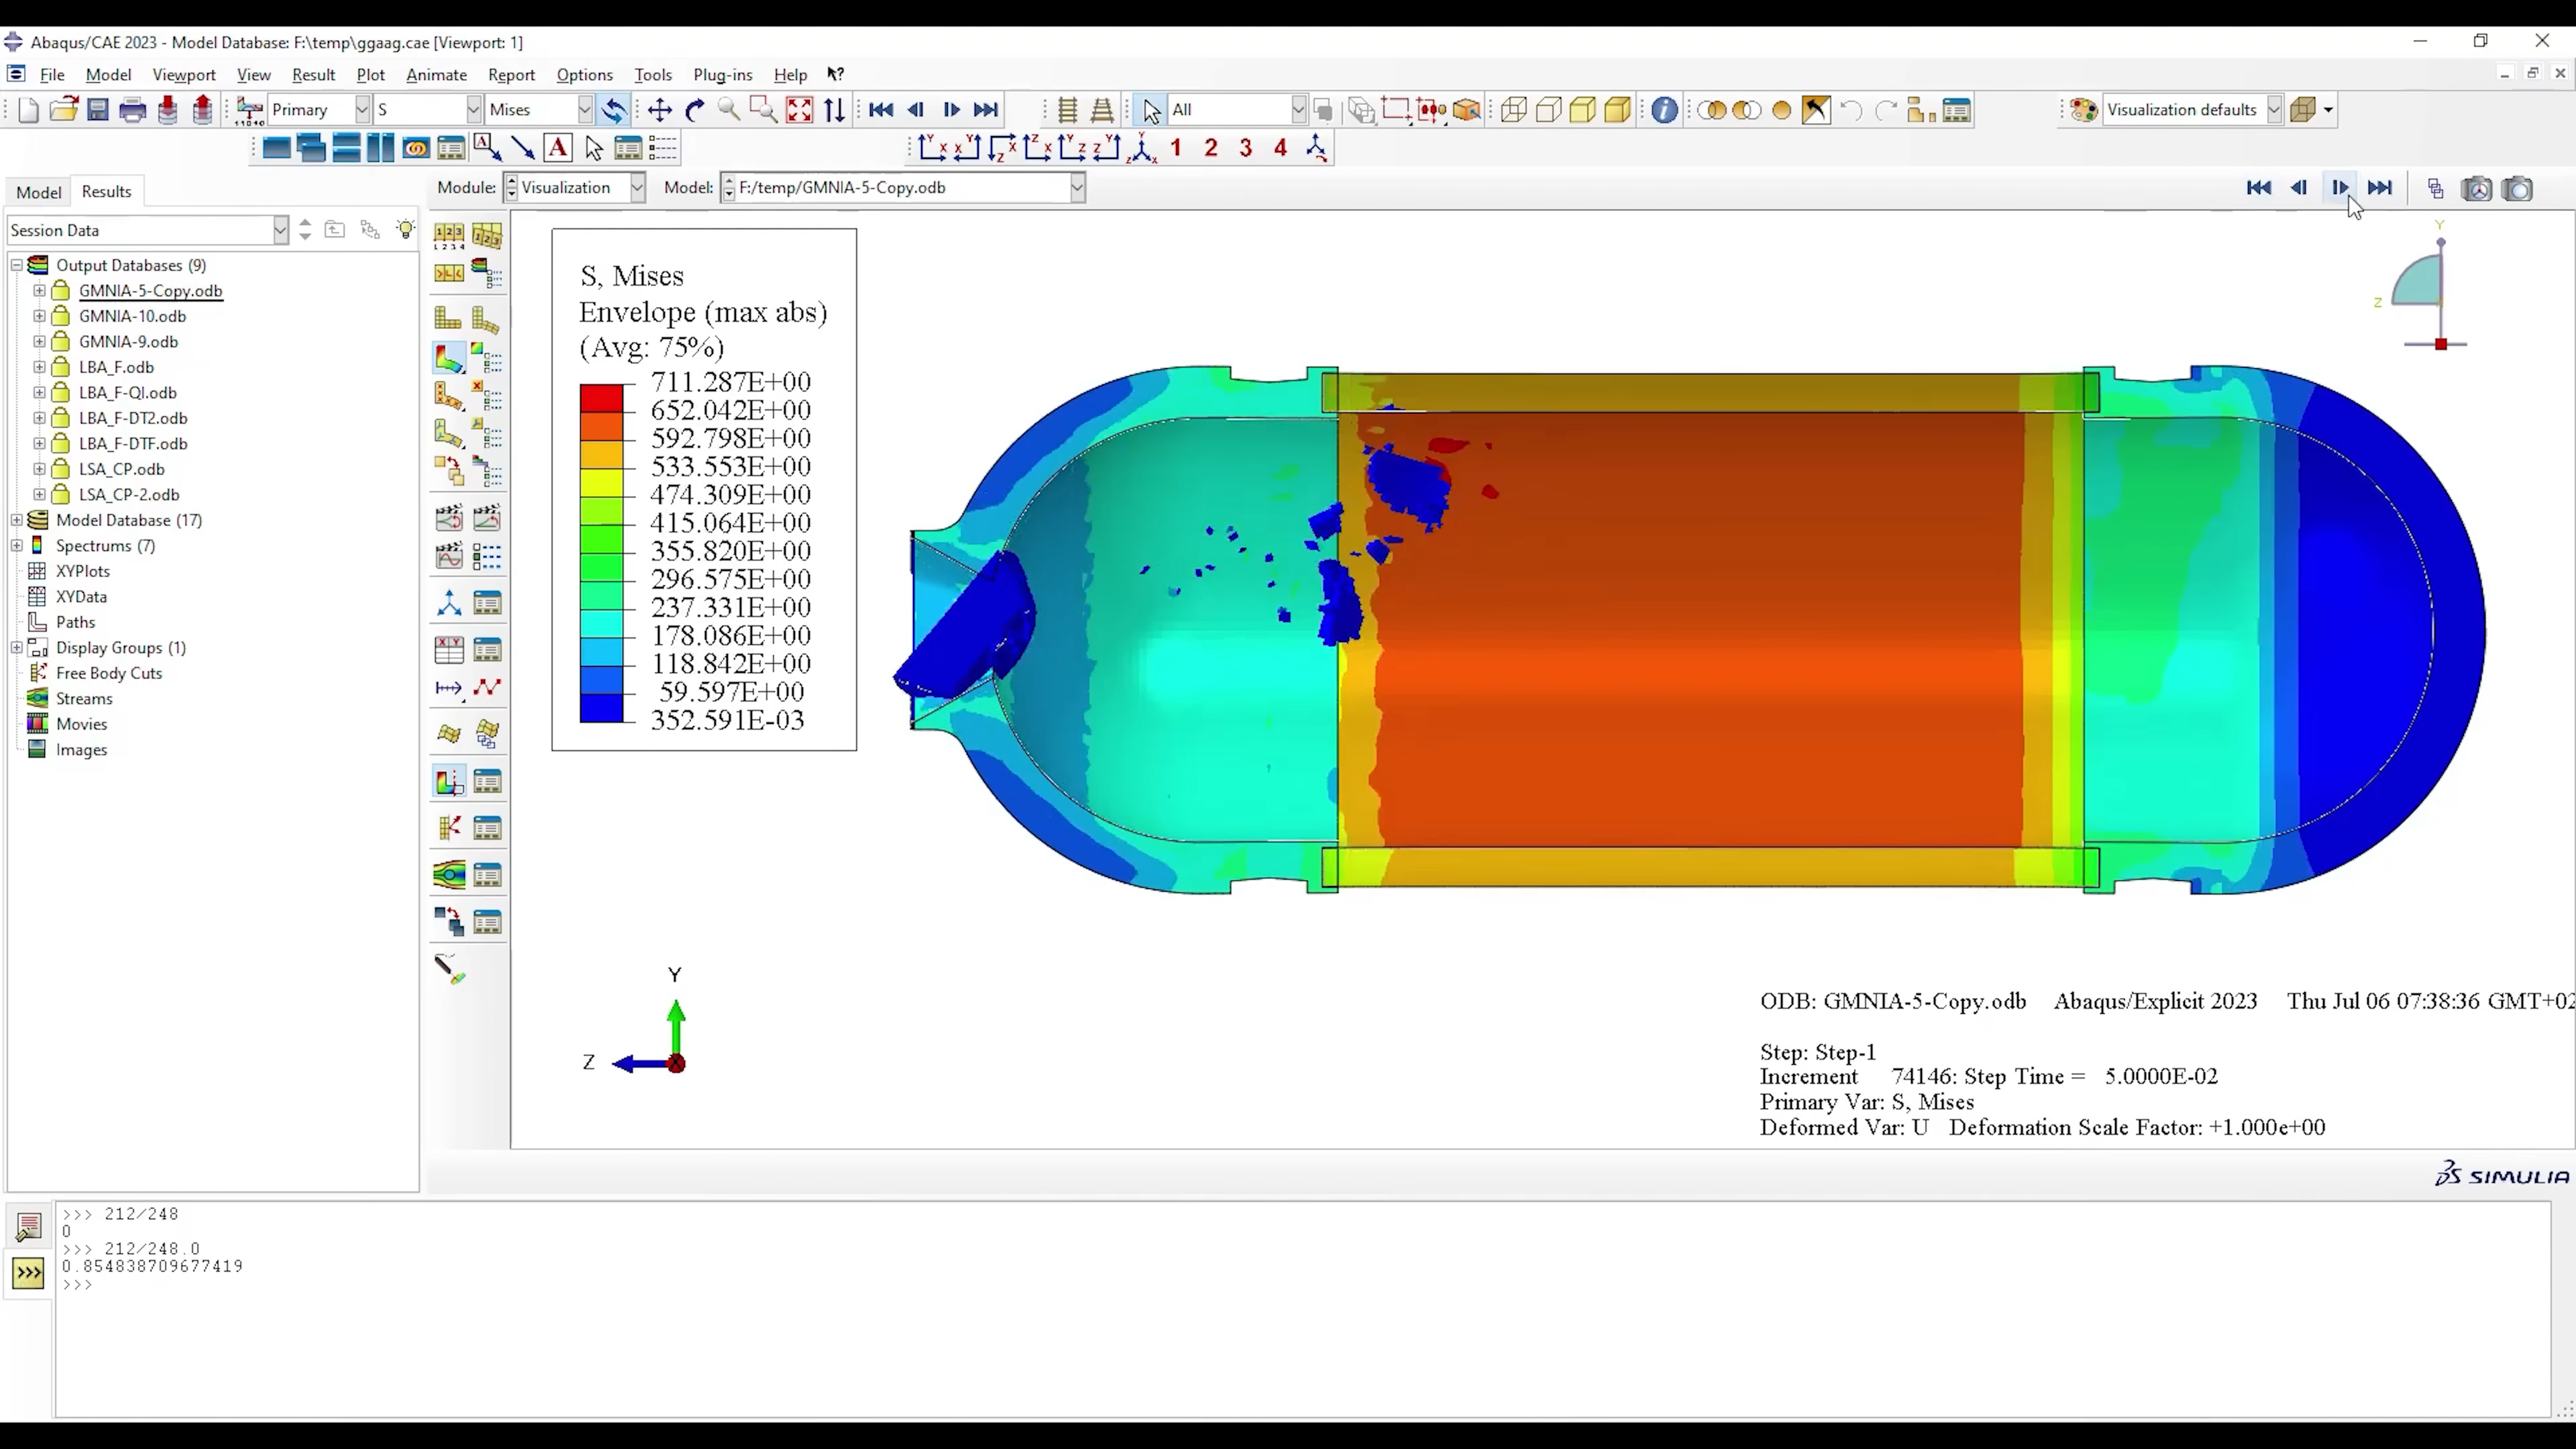 Abaqus/CAE 2023 - Model Database: F:\temp\ggaag.cae [Viewport: 1]
File Model Viewport View Result Plot Animate Report Options Tools Plug-ins Help
Primary S Mises All Visualization defaults
1 2 3 4
Model Results
Module: Visualization Model: F:/temp/GMNIA-5-Copy.odb
Session Data
Output Databases (9)
GMNIA-5-Copy.odb
GMNIA-10.odb
GMNIA-9.odb
LBA_F.odb
LBA_F-QI.odb
LBA_F-DT2.odb
LBA_F-DTF.odb
LSA_CP.odb
LSA_CP-2.odb
Model Database (17)
Spectrums (7)
XYPlots
XYData
Paths
Display Groups (1)
Free Body Cuts
Streams
Movies
Images
S, Mises
Envelope (max abs)
(Avg: 75%)
711.287E+00
652.042E+00
592.798E+00
533.553E+00
474.309E+00
415.064E+00
355.820E+00
296.575E+00
237.331E+00
178.086E+00
118.842E+00
59.597E+00
352.591E-03
Y
Z
Y
Z
X
ODB: GMNIA-5-Copy.odb Abaqus/Explicit 2023 Thu Jul 06 07:38:36 GMT+02
Step: Step-1
Increment 74146: Step Time = 5.0000E-02
Primary Var: S, Mises
Deformed Var: U Deformation Scale Factor: +1.000e+00
SIMULIA
>>> 212/248
0
>>> 212/248.0
0.854838709677419
>>>